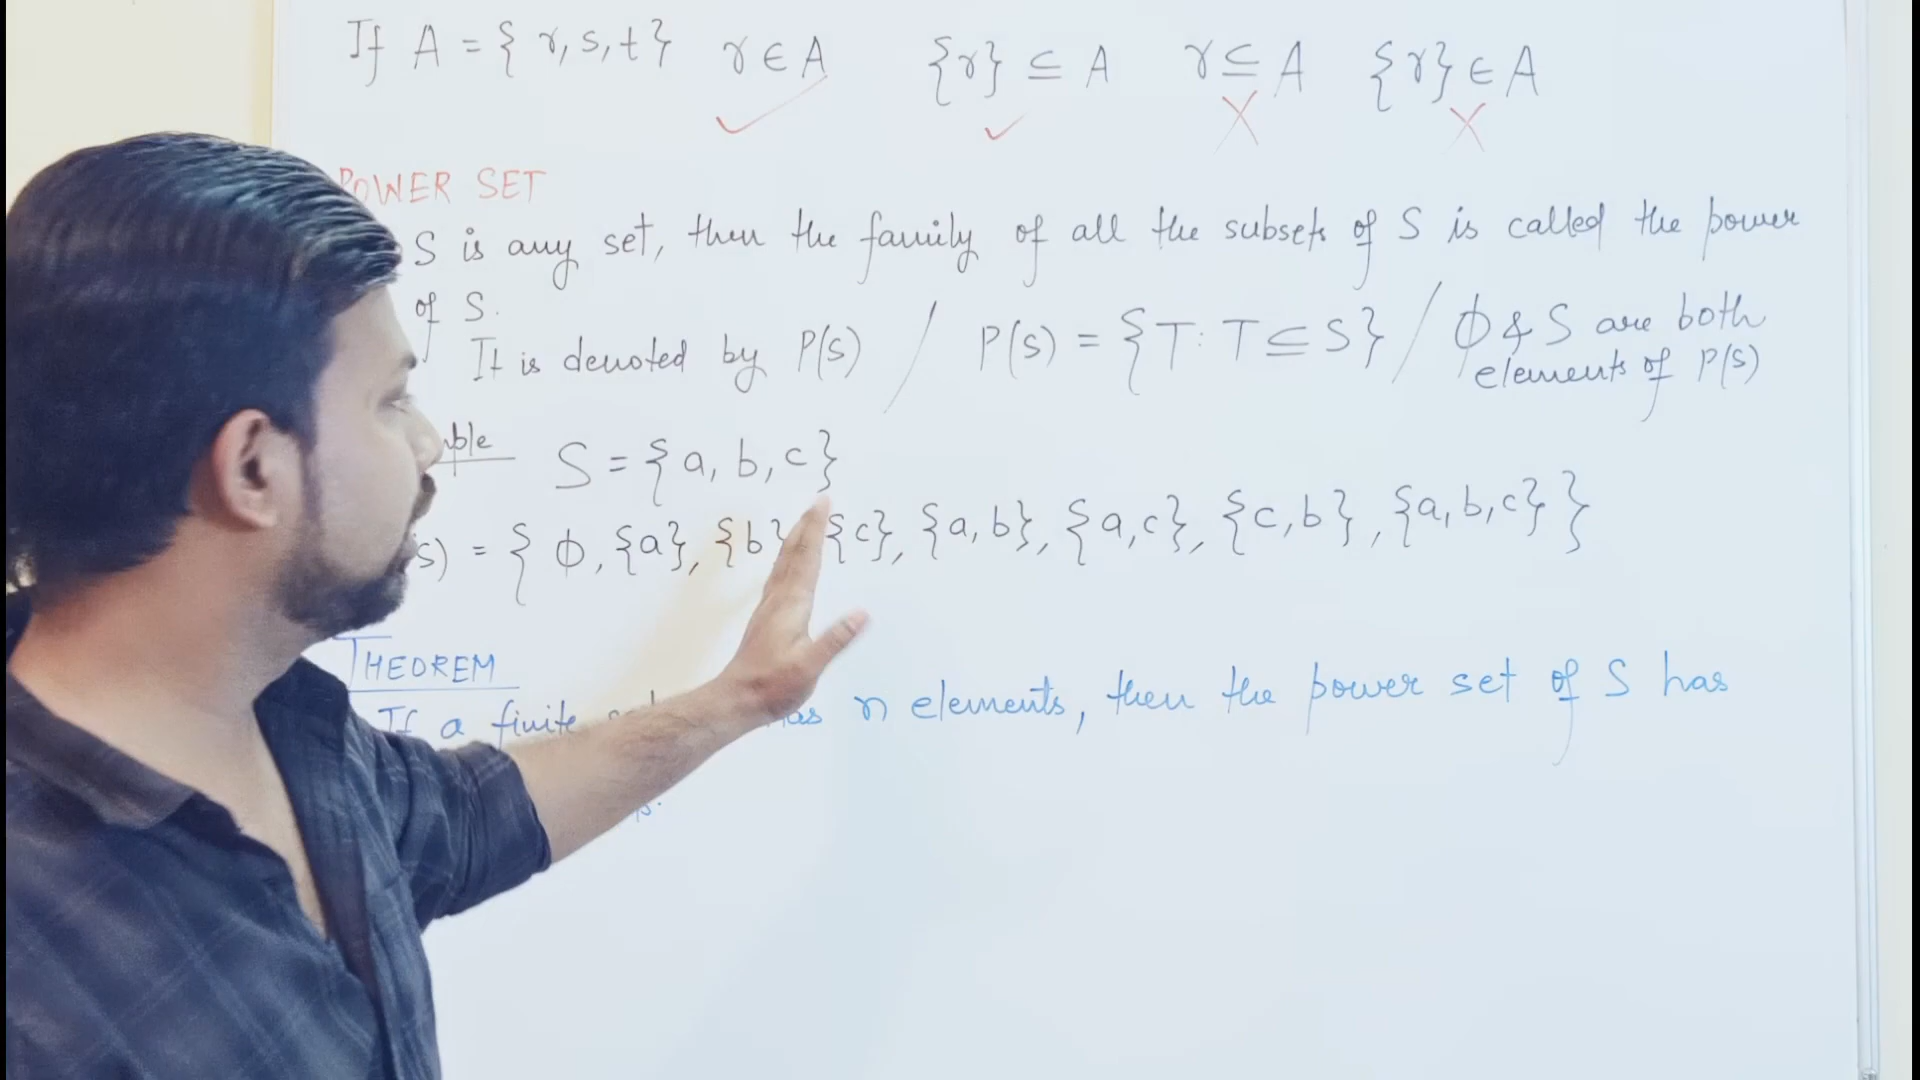 If A = { r, s, t } r ∈ A {r} ⊆ A r ⊆ A {r} ∈ A
POWER SET
S is any set, then the family of all the subsets of S is called the power
of S.
It is denoted by P(s) / P(s) = { T : T ⊆ S } / Φ & S are both
elements of P(s)
S = { a, b, c }
= { Φ, {a}, {b} {c}, {a, b}, {a, c}, {c, b}, {a, b, c} }
THEOREM
If a finite has n elements, then the power set of S has